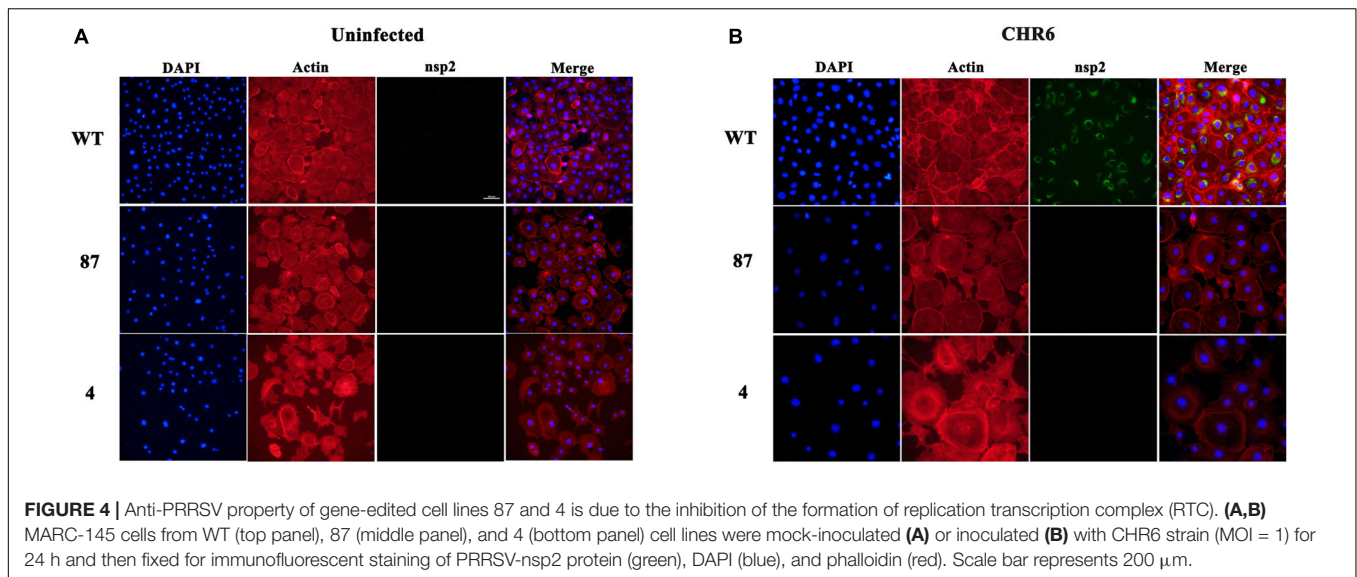 A
Uninfected
DAPI Actin nsp2 Merge
WT
87
4
B
CHR6
DAPI Actin nsp2 Merge
WT
87
4
FIGURE 4 | Anti-PRRSV property of gene-edited cell lines 87 and 4 is due to the inhibition of the formation of replication transcription complex (RTC). (A,B)
MARC-145 cells from WT (top panel), 87 (middle panel), and 4 (bottom panel) cell lines were mock-inoculated (A) or inoculated (B) with CHR6 strain (MOI = 1) for
24 h and then fixed for immunofluorescent staining of PRRSV-nsp2 protein (green), DAPI (blue), and phalloidin (red). Scale bar represents 200 μm.